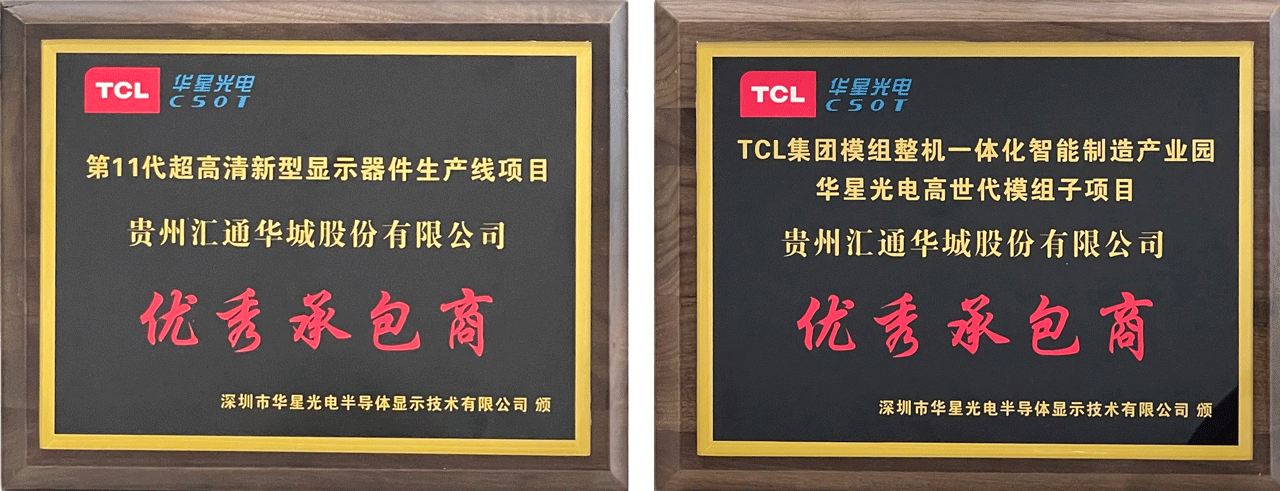 TCL 华星光电
CSOT
第11代超高清新型显示器件生产线项目
贵州汇通华城股份有限公司
优秀承包商
深圳市华星光电半导体显示技术有限公司 颁
TCL 华星光电
CSOT
TCL集团模组整机一体化智能制造产业园
华星光电高世代模组子项目
贵州汇通华城股份有限公司
优秀承包商
深圳市华星光电半导体显示技术有限公司 颁